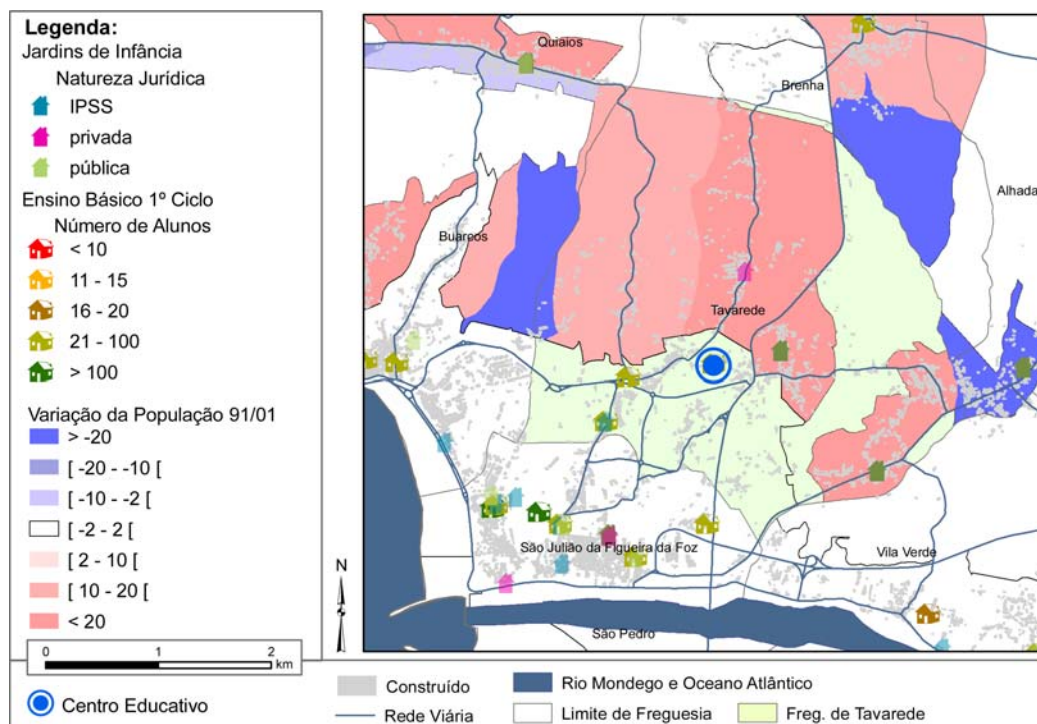 Legenda:
Jardins de Infância
Natureza Jurídica
IPSS
privada
pública
Ensino Básico 1º Ciclo
Número de Alunos
< 10
11 - 15
16 - 20
21 - 100
> 100
Variação da População 91/01
> -20
[ -20 - -10 [
[ -10 - -2 [
[ -2 - 2 [
[ 2 - 10 [
[ 10 - 20 [
< 20
0 1 2
km
Quiaios
Brenha
Alhada
Buarcos
Tavarede
São Julião da Figueira da Foz
Vila Verde
São Pedro
N
Centro Educativo
Construído
Rede Viária
Rio Mondego e Oceano Atlântico
Limite de Freguesia
Freg. de Tavarede